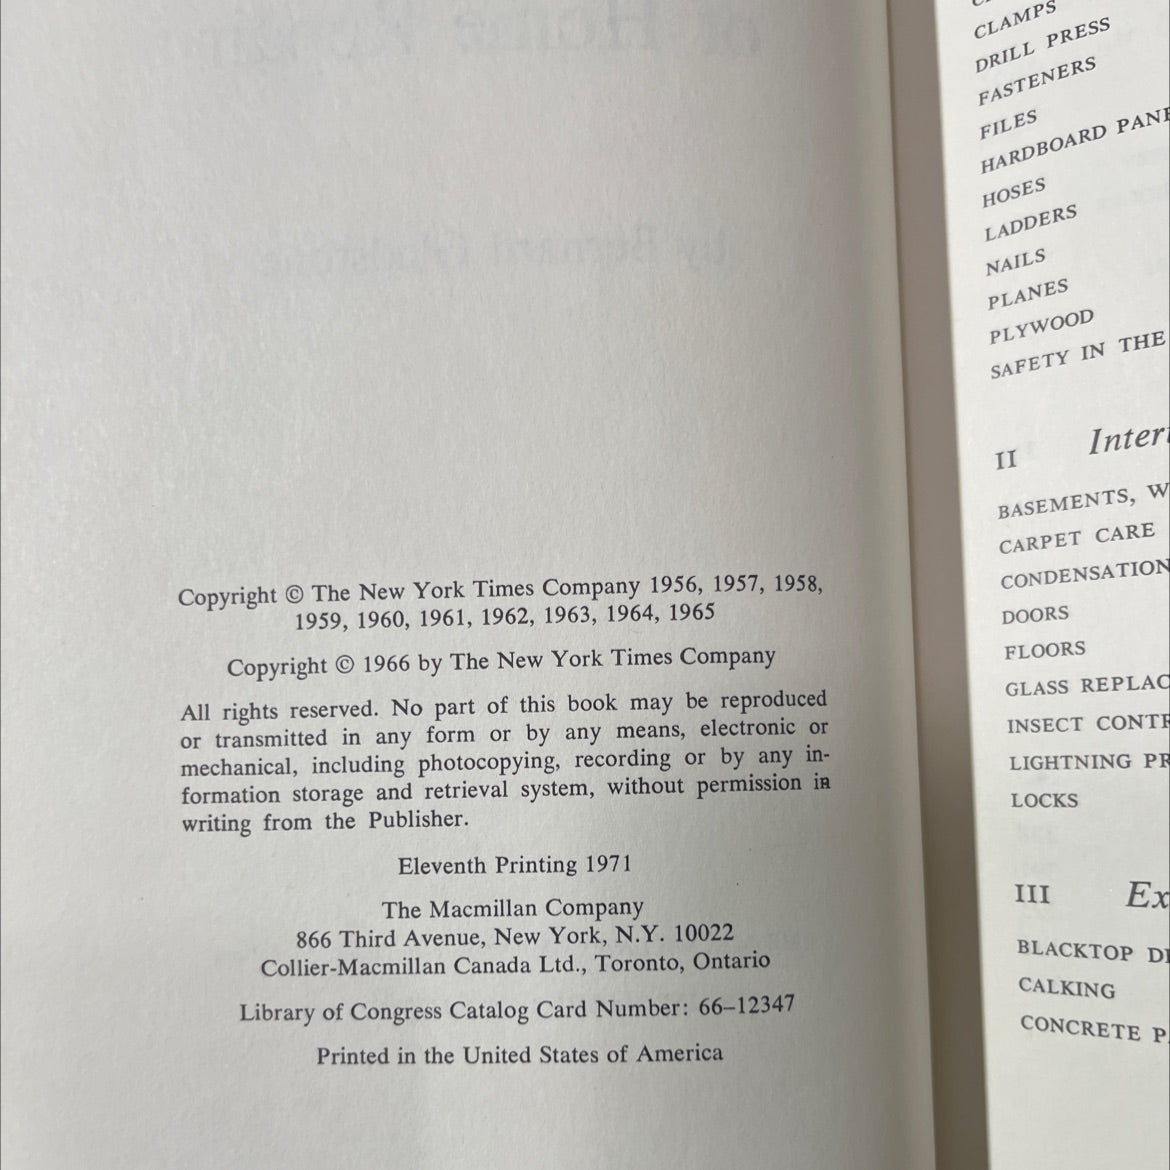 Copyright © The New York Times Company 1956, 1957, 1958,
1959, 1960, 1961, 1962, 1963, 1964, 1965
Copyright © 1966 by The New York Times Company
All rights reserved. No part of this book may be reproduced
or transmitted in any form or by any means, electronic or
mechanical, including photocopying, recording or by any in-
formation storage and retrieval system, without permission in
writing from the Publisher.
Eleventh Printing 1971
The Macmillan Company
866 Third Avenue, New York, N.Y. 10022
Collier-Macmillan Canada Ltd., Toronto, Ontario
Library of Congress Catalog Card Number: 66–12347
Printed in the United States of America
CLAMPS
DRILL PRESS
FASTENERS
FILES
HARDBOARD PANE
HOSES
LADDERS
NAILS
PLANES
PLYWOOD
SAFETY IN THE
II Inter
BASEMENTS, W
CARPET CARE
CONDENSATION
DOORS
FLOORS
GLASS REPLAC
INSECT CONTR
LIGHTNING PR
LOCKS
III Ex
BLACKTOP D
CALKING
CONCRETE P